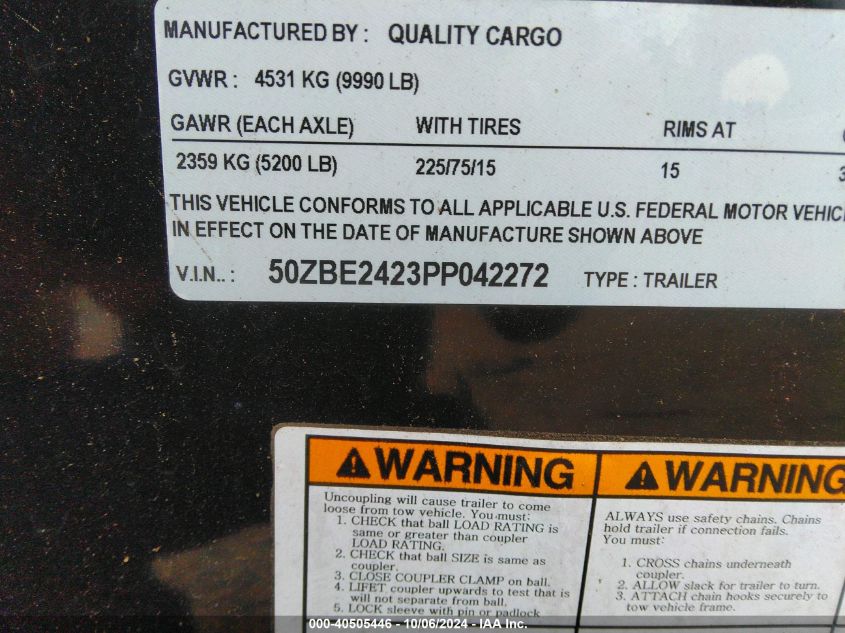 MANUFACTURED BY : QUALITY CARGO
GVWR : 4531 KG (9990 LB)
GAWR (EACH AXLE) WITH TIRES RIMS AT
2359 KG (5200 LB) 225/75/15 15
THIS VEHICLE CONFORMS TO ALL APPLICABLE U.S. FEDERAL MOTOR VEHIC
IN EFFECT ON THE DATE OF MANUFACTURE SHOWN ABOVE
V.I.N.. : 50ZBE2423PP042272 TYPE : TRAILER
WARNING
Uncoupling will cause trailer to come
loose from tow vehicle. You must:
1. CHECK that ball LOAD RATING is
same or greater than coupler
LOAD RATING.
2. CHECK that ball SIZE is same as
coupler.
3. CLOSE COUPLER CLAMP on ball.
4. LIFET coupler upwards to test that is
will not separate from ball.
5. LOCK sleeve with pin or padlock
WARNING
ALWAYS use safety chains. Chains
hold trailer if connection fails.
You must:
1. CROSS chains underneath
coupler.
2. ALLOW slack for trailer to turn.
3. ATTACH chain hooks securely to
tow vehicle frame.
000-40505446 - 10/06/2024 - IAA Inc.